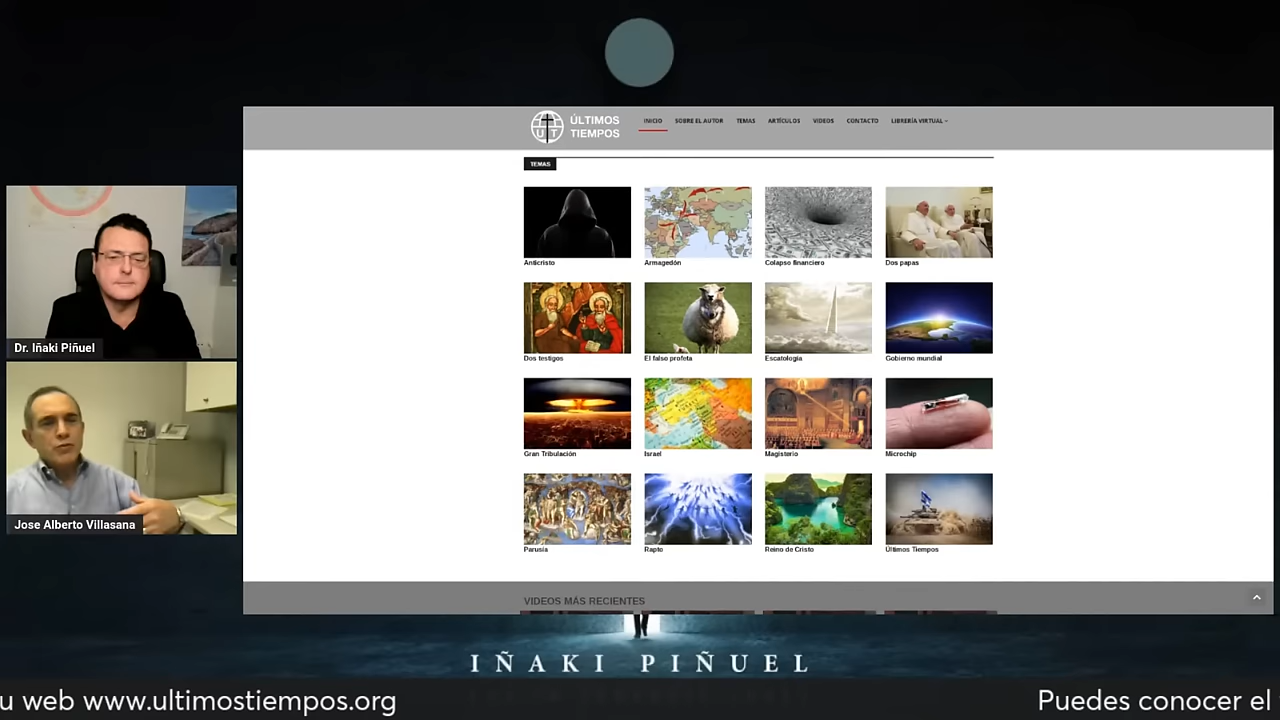 ÚLTIMOS
TIEMPOS
INICIO SOBRE EL AUTOR TEMAS ARTÍCULOS VIDEOS CONTACTO LIBRERÍA VIRTUAL
TEMAS
Anticristo Armagedón Colapso financiero Dos papas
Dos testigos El falso profeta Escatología Gobierno mundial
Gran Tribulación Israel Magisterio Microchip
Parusía Rapto Reino de Cristo Últimos Tiempos
VIDEOS MÁS RECIENTES
Dr. Iñaki Piñuel
Jose Alberto Villasana
IÑAKI PIÑUEL
u web www.ultimostiempos.org Puedes conocer el